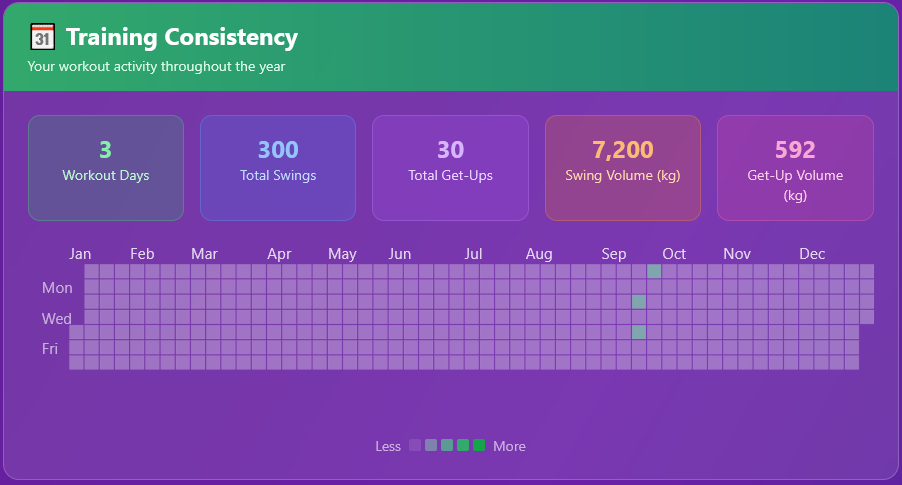 31 Training Consistency
Your workout activity throughout the year
3
Workout Days
300
Total Swings
30
Total Get-Ups
7,200
Swing Volume (kg)
592
Get-Up Volume
(kg)
Jan Feb Mar Apr May Jun Jul Aug Sep Oct Nov Dec
Mon
Wed
Fri
Less More